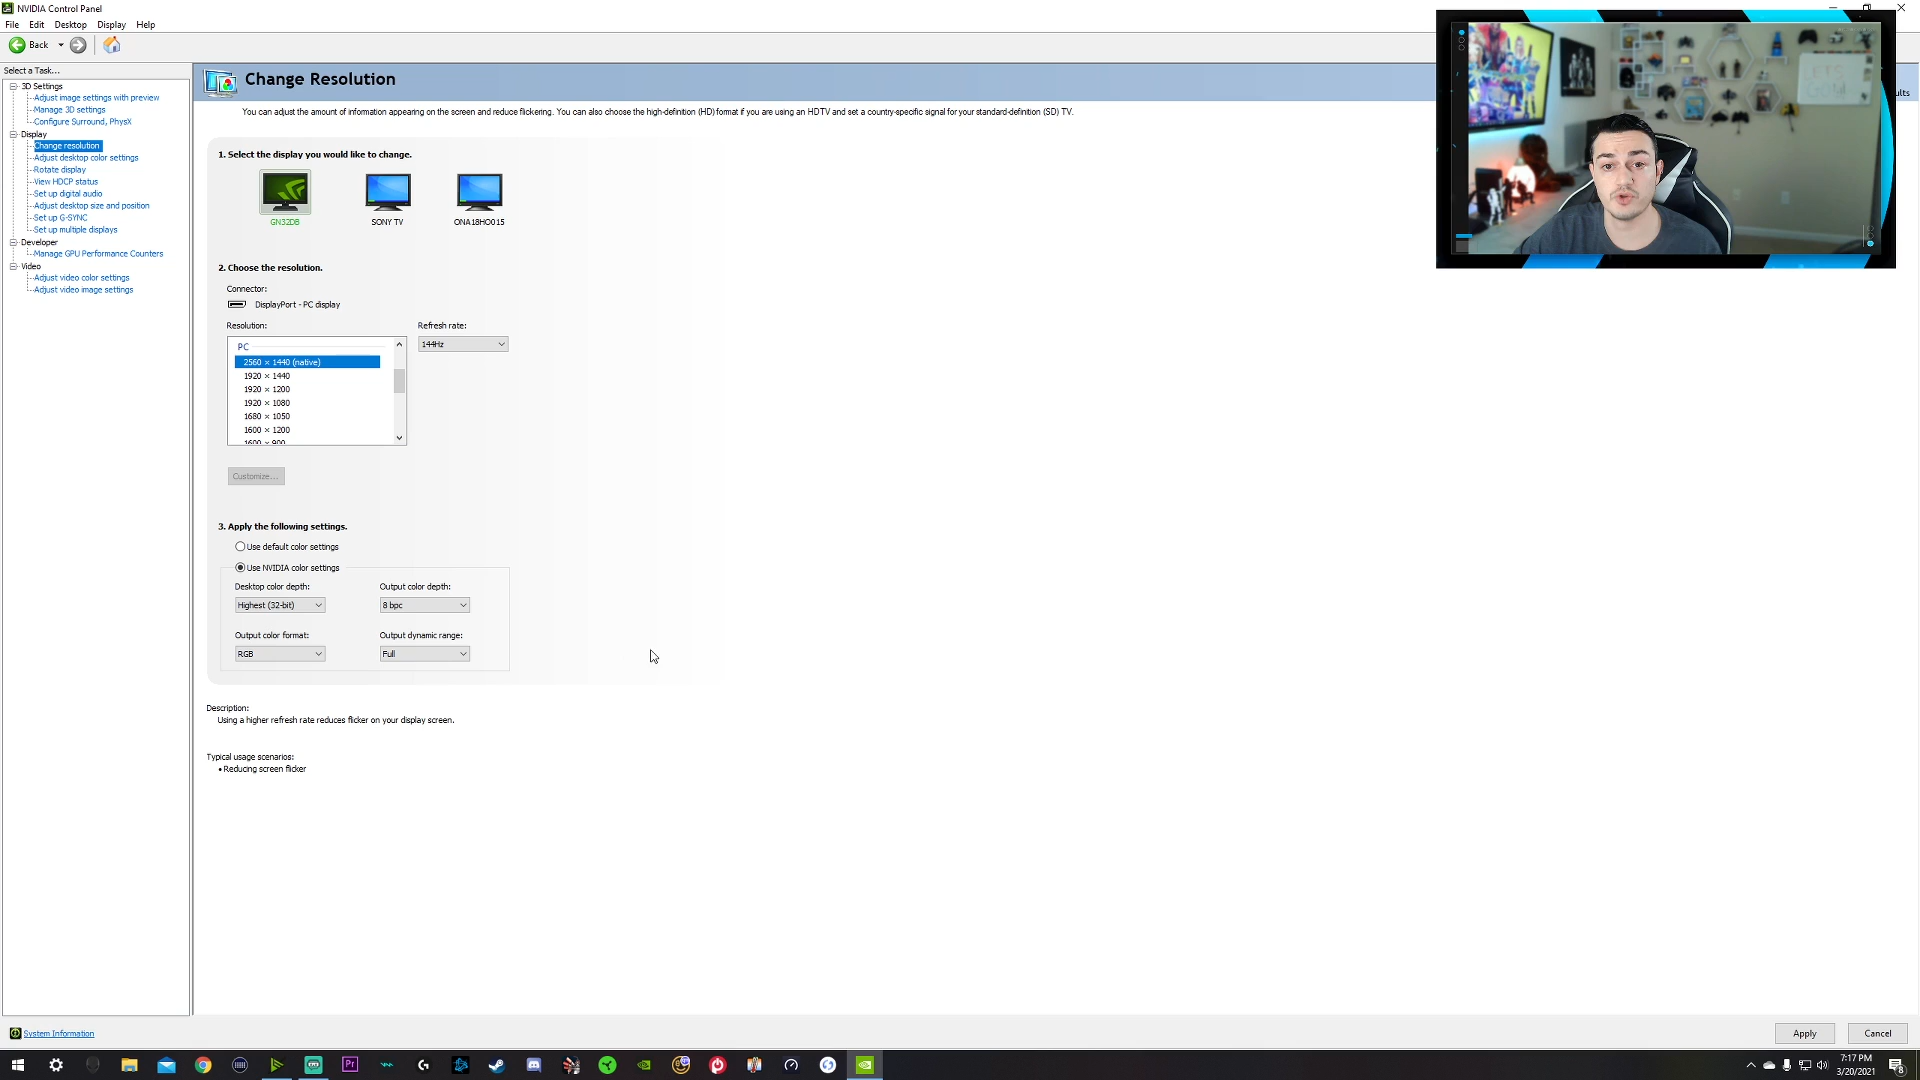 NVIDIA Control Panel
File Edit Desktop Display Help
Back
Select a Task...
3D Settings
Adjust image settings with preview
Manage 3D settings
Configure Surround, PhysX
Display
Change resolution
Adjust desktop color settings
Rotate display
View HDCP status
Set up digital audio
Adjust desktop size and position
Set up G-SYNC
Set up multiple displays
Developer
Manage GPU Performance Counters
Video
Adjust video color settings
Adjust video image settings
System Information
Change Resolution
You can adjust the amount of information appearing on the screen and reduce flickering. You can also choose the high-definition (HD) format if you are using an HDTV and set a country-specific signal for your standard-definition (SD) TV.
1. Select the display you would like to change.
GN32DB SONY TV ONA18HO015
2. Choose the resolution.
Connector:
DisplayPort - PC display
Resolution: Refresh rate:
144Hz
PC
2560 × 1440 (native)
1920 × 1440
1920 × 1200
1920 × 1080
1680 × 1050
1600 × 1200
1600 × 900
Customize...
3. Apply the following settings.
Use default color settings
Use NVIDIA color settings
Desktop color depth: Output color depth:
Highest (32-bit) 8 bpc
Output color format: Output dynamic range:
RGB Full
Description:
Using a higher refresh rate reduces flicker on your display screen.
Typical usage scenarios:
• Reducing screen flicker
LETS
ults
Apply Cancel
Pr
7:17 PM
3/20/2021
8